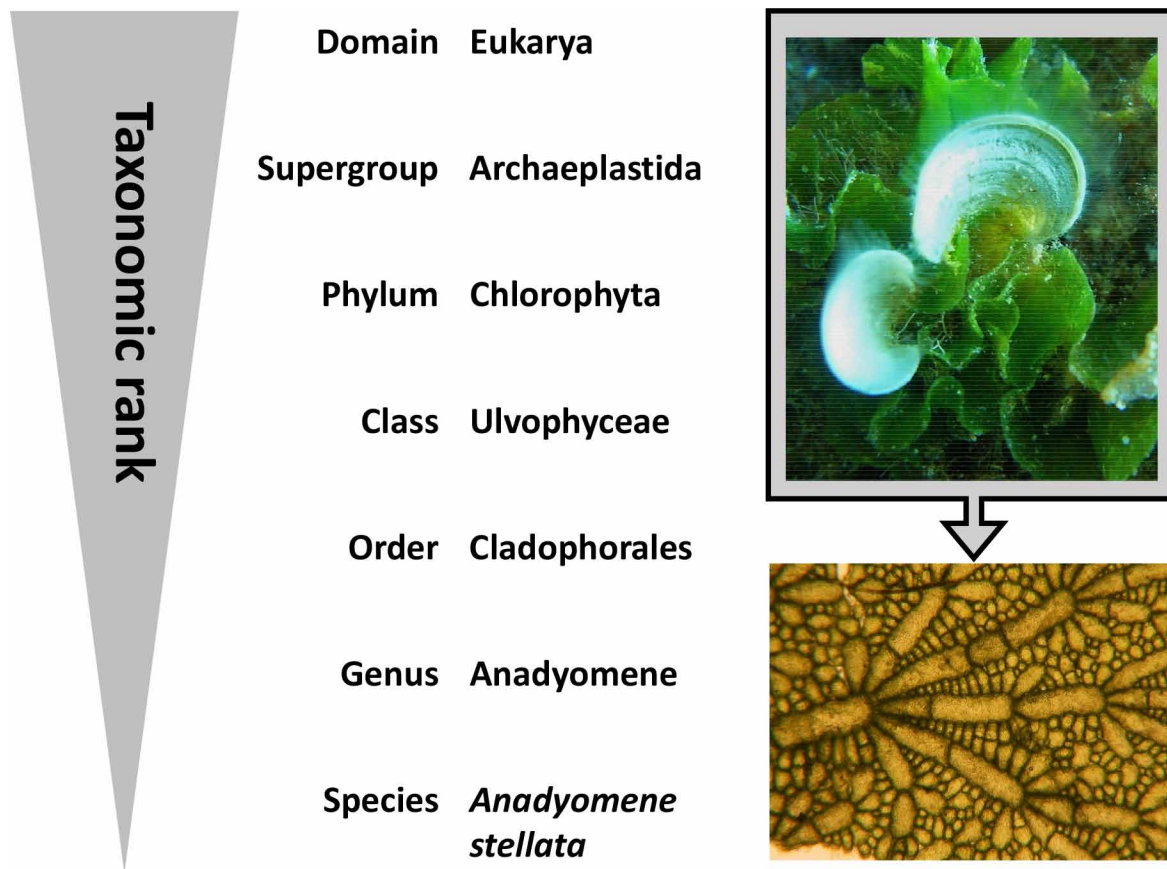 Taxonomic rank
Domain Eukarya
Supergroup Archaeplastida
Phylum Chlorophyta
Class Ulvophyceae
Order Cladophorales
Genus Anadyomene
Species Anadyomene
stellata